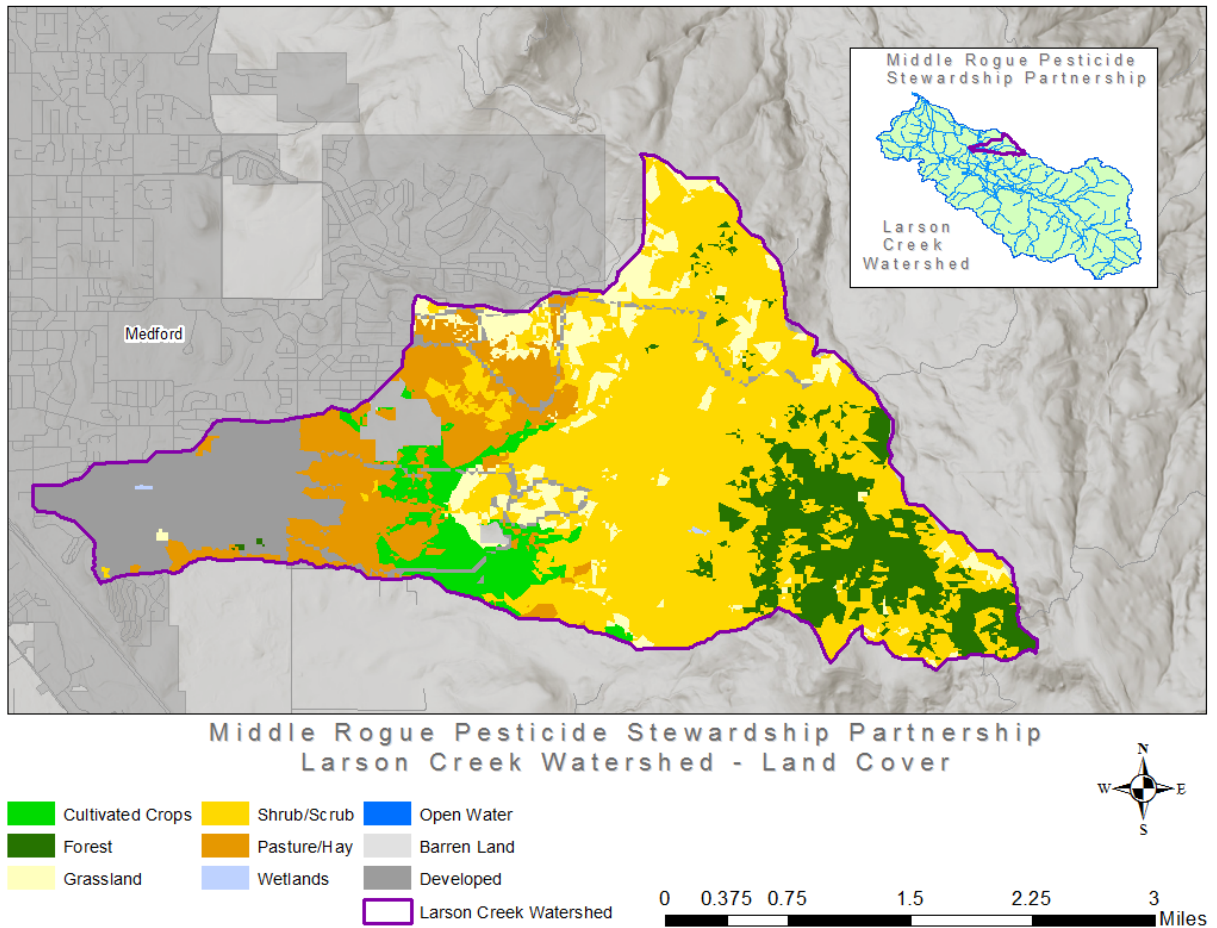 Middle Rogue Pesticide
Stewardship Partnership
Larson
Creek
Watershed
Medford
Middle Rogue Pesticide Stewardship Partnership
Larson Creek Watershed - Land Cover
N
W E
S
Cultivated Crops Shrub/Scrub Open Water
Forest Pasture/Hay Barren Land
Grassland Wetlands Developed
Larson Creek Watershed
0 0.375 0.75 1.5 2.25 3
Miles